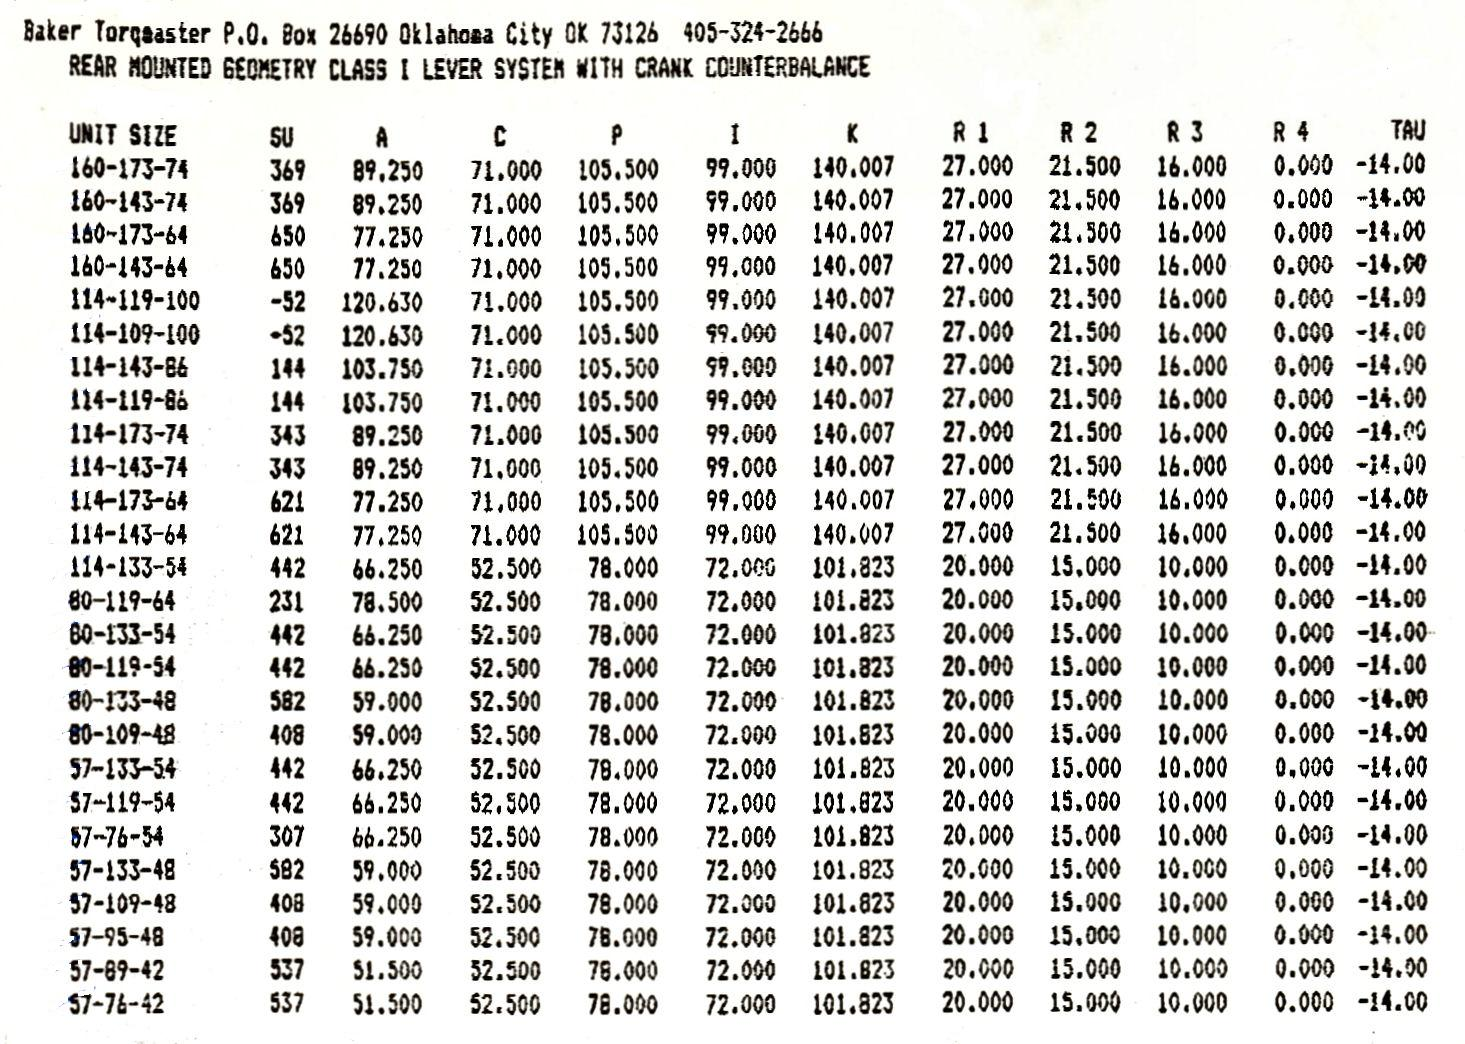 Baker Torqmaster P.O. Box 26690 Oklahoma City OK 73126 405-324-2666
REAR MOUNTED GEOMETRY CLASS I LEVER SYSTEM WITH CRANK COUNTERBALANCE
UNIT SIZE SU A C P I K R 1 R 2 R 3 R 4 TAU
160-173-74 369 89.250 71.000 105.500 99.000 140.007 27.000 21.500 16.000 0.000 -14.00
160-143-74 369 89.250 71.000 105.500 99.000 140.007 27.000 21.500 16.000 0.000 -14.00
160-173-64 650 77.250 71.000 105.500 99.000 140.007 27.000 21.500 16.000 0.000 -14.00
160-143-64 650 77.250 71.000 105.500 99.000 140.007 27.000 21.500 16.000 0.000 -14.00
114-119-100 -52 120.630 71.000 105.500 99.000 140.007 27.000 21.500 16.000 0.000 -14.00
114-109-100 -52 120.630 71.000 105.500 99.000 140.007 27.000 21.500 16.000 0.000 -14.00
114-143-86 144 103.750 71.000 105.500 99.000 140.007 27.000 21.500 16.000 0.000 -14.00
114-119-86 144 103.750 71.000 105.500 99.000 140.007 27.000 21.500 16.000 0.000 -14.00
114-173-74 343 89.250 71.000 105.500 99.000 140.007 27.000 21.500 16.000 0.000 -14.00
114-143-74 343 89.250 71.000 105.500 99.000 140.007 27.000 21.500 16.000 0.000 -14.00
114-173-64 621 77.250 71.000 105.500 99.000 140.007 27.000 21.500 16.000 0.000 -14.00
114-143-64 621 77.250 71.000 105.500 99.000 140.007 27.000 21.500 16.000 0.000 -14.00
114-133-54 442 66.250 52.500 78.000 72.000 101.823 20.000 15.000 10.000 0.000 -14.00
80-119-64 231 78.500 52.500 78.000 72.000 101.823 20.000 15.000 10.000 0.000 -14.00
80-133-54 442 66.250 52.500 78.000 72.000 101.823 20.000 15.000 10.000 0.000 -14.00
80-119-54 442 66.250 52.500 78.000 72.000 101.823 20.000 15.000 10.000 0.000 -14.00
80-133-48 582 59.000 52.500 78.000 72.000 101.823 20.000 15.000 10.000 0.000 -14.00
80-109-48 408 59.000 52.500 78.000 72.000 101.823 20.000 15.000 10.000 0.000 -14.00
57-133-54 442 66.250 52.500 78.000 72.000 101.823 20.000 15.000 10.000 0.000 -14.00
57-119-54 442 66.250 52.500 78.000 72.000 101.823 20.000 15.000 10.000 0.000 -14.00
57-76-54 307 66.250 52.500 78.000 72.000 101.823 20.000 15.000 10.000 0.000 -14.00
57-133-48 582 59.000 52.500 78.000 72.000 101.823 20.000 15.000 10.000 0.000 -14.00
57-109-48 408 59.000 52.500 78.000 72.000 101.823 20.000 15.000 10.000 0.000 -14.00
57-95-48 408 59.000 52.500 78.000 72.000 101.823 20.000 15.000 10.000 0.000 -14.00
57-89-42 537 51.500 52.500 78.000 72.000 101.823 20.000 15.000 10.000 0.000 -14.00
57-76-42 537 51.500 52.500 78.000 72.000 101.823 20.000 15.000 10.000 0.000 -14.00